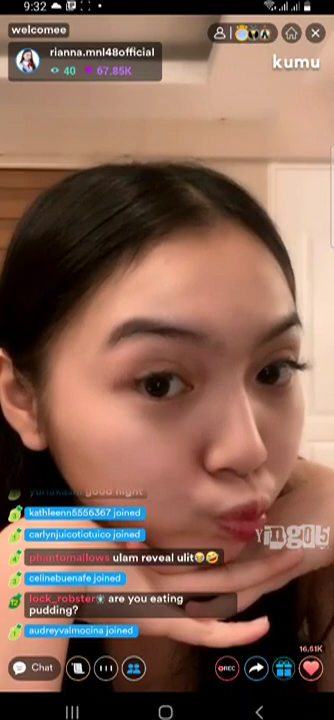 9:32
welcomee
rianna.mnl48official
40
67.85K
kumu
good night
kathleenn5556367 joined
carlynjuicotiotuico joined
phantomallows ulam reveal ulit🥹🤣
celinebuenafe joined
lock_robster are you eating
pudding?
audreyvalmocina joined
16.61K
Chat
REC